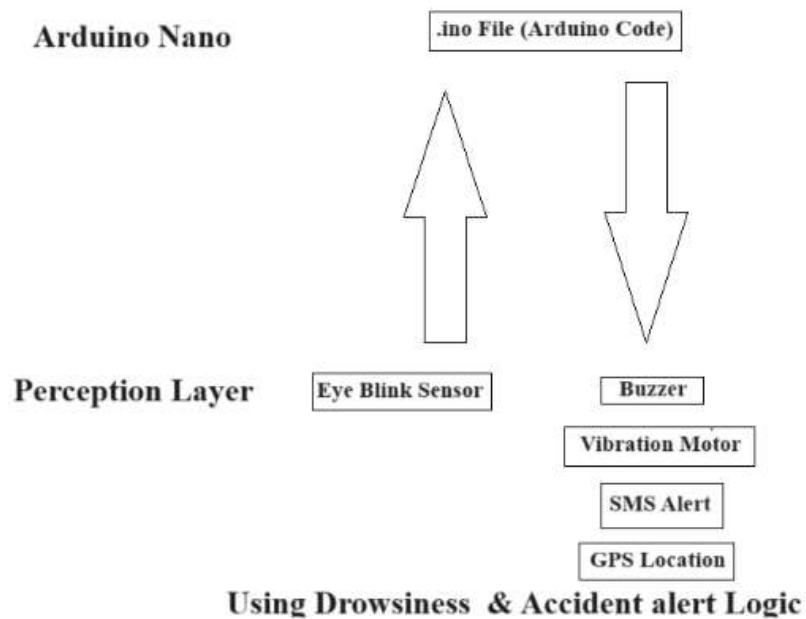 Arduino Nano
.ino File (Arduino Code)
Perception Layer
Eye Blink Sensor
Buzzer
Vibration Motor
SMS Alert
GPS Location
Using Drowsiness & Accident alert Logic